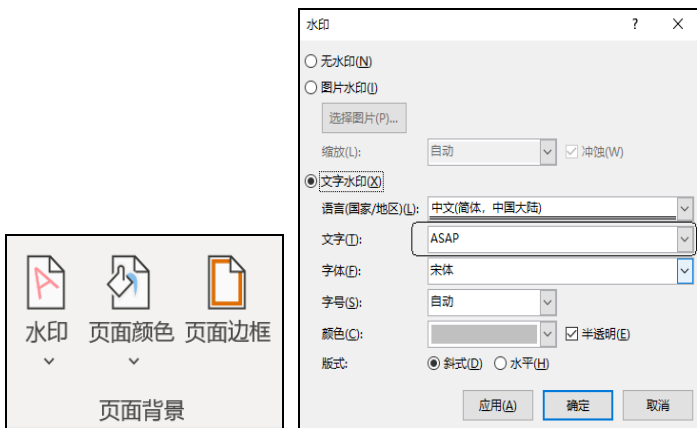 水印 页面颜色 页面边框
页面背景
水印 ? ×
无水印(N)
图片水印(I)
选择图片(P)...
缩放(L): 自动 冲蚀(W)
文字水印(X)
语言(国家/地区)(L): 中文(简体，中国大陆)
文字(T): ASAP
字体(F): 宋体
字号(S): 自动
颜色(C): 半透明(E)
版式: 斜式(D) 水平(H)
应用(A) 确定 取消